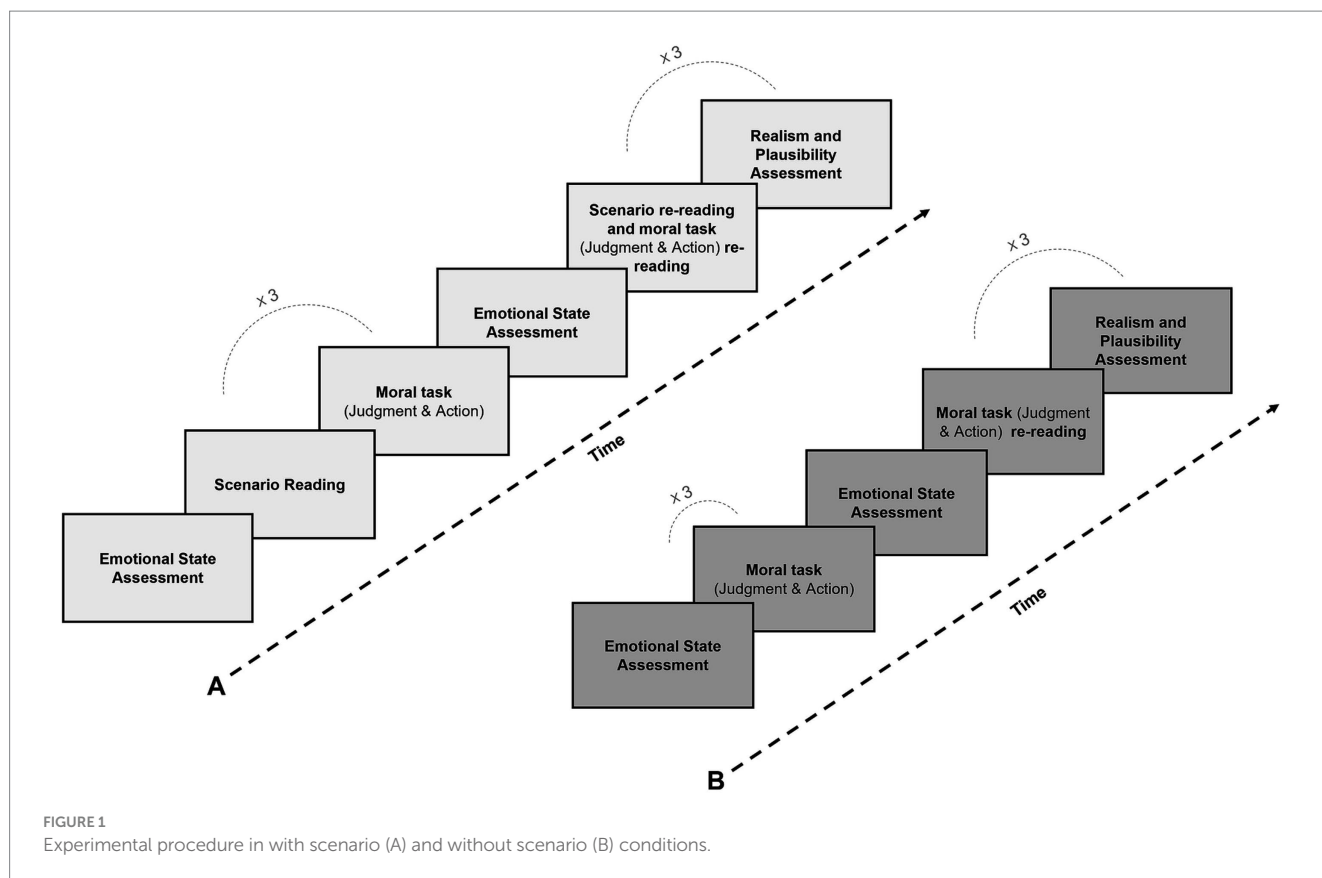 x 3
Realism and
Plausibility
Assessment
Scenario re-reading
and moral task
(Judgment & Action) re-
reading
Emotional State
Assessment
x 3
Moral task
(Judgment & Action)
Scenario Reading
Emotional State
Assessment
Time
A
x 3
Realism and
Plausibility
Assessment
Moral task (Judgment
& Action) re-reading
Emotional State
Assessment
x 3
Moral task
(Judgment & Action)
Emotional State
Assessment
Time
B
FIGURE 1
Experimental procedure in with scenario (A) and without scenario (B) conditions.